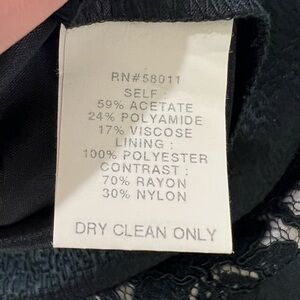 RN#58011
SELF :
59% ACETATE
24% POLYAMIDE
17% VISCOSE
LINING :
100% POLYESTER
CONTRAST :
70% RAYON
30% NYLON
DRY CLEAN ONLY